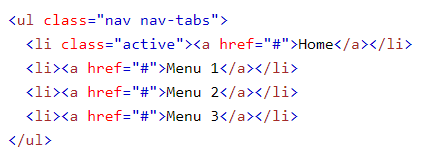 <ul class="nav nav-tabs">
  <li class="active"><a href="#">Home</a></li>
  <li><a href="#">Menu 1</a></li>
  <li><a href="#">Menu 2</a></li>
  <li><a href="#">Menu 3</a></li>
</ul>